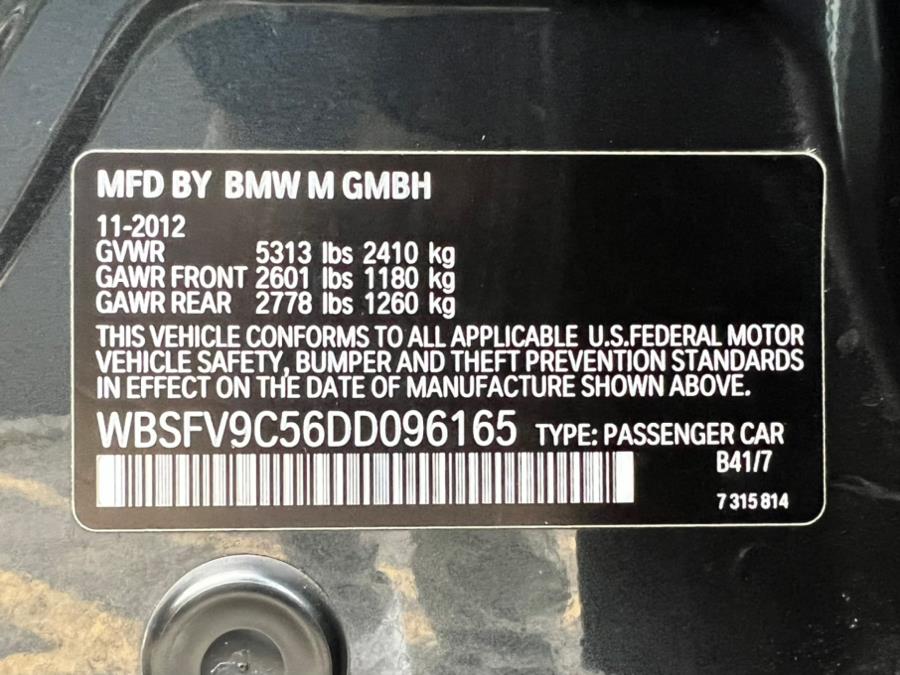 MFD BY BMW M GMBH
11-2012
GVWR 5313 lbs 2410 kg
GAWR FRONT 2601 lbs 1180 kg
GAWR REAR 2778 lbs 1260 kg
THIS VEHICLE CONFORMS TO ALL APPLICABLE U.S.FEDERAL MOTOR
VEHICLE SAFETY, BUMPER AND THEFT PREVENTION STANDARDS
IN EFFECT ON THE DATE OF MANUFACTURE SHOWN ABOVE.
WBSFV9C56DD096165 TYPE: PASSENGER CAR
B41/7
7 315 814